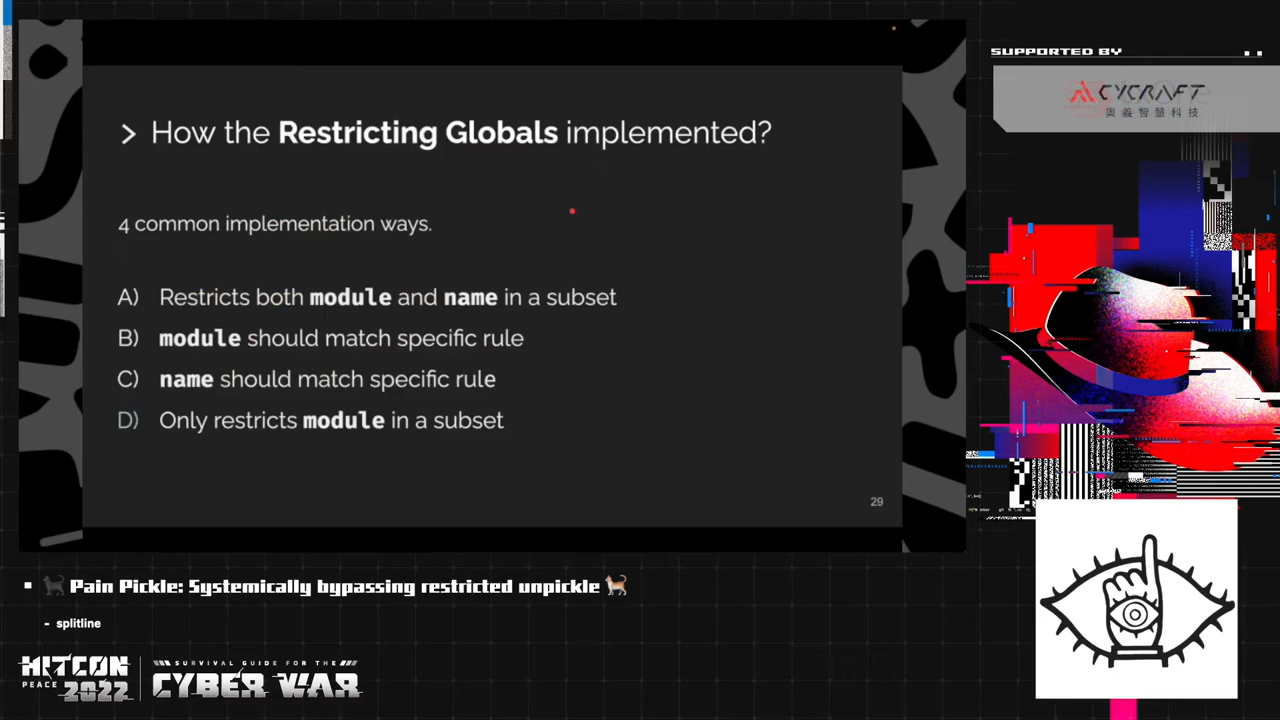 SUPPORTED BY
CYCRAFT
奧義智慧科技
> How the Restricting Globals implemented?
4 common implementation ways.
A) Restricts both module and name in a subset
B) module should match specific rule
C) name should match specific rule
D) Only restricts module in a subset
29
Pain Pickle: Systemically bypassing restricted unpickle
- splitline
HITCON
PEACE 2022
SURVIVAL GUIDE FOR THE
CYBER WAR